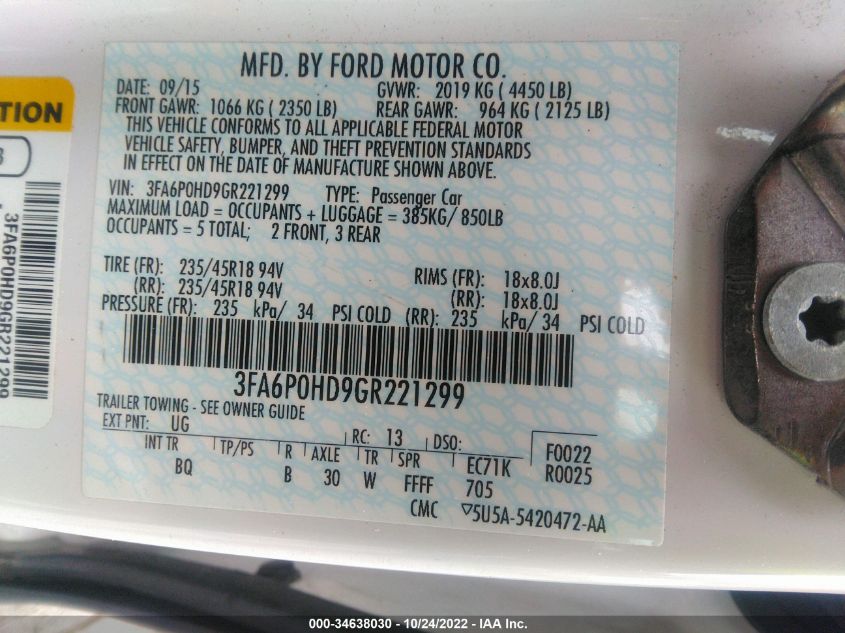 MFD. BY FORD MOTOR CO.
DATE: 09/15 GVWR: 2019 KG ( 4450 LB)
FRONT GAWR: 1066 KG ( 2350 LB) REAR GAWR: 964 KG ( 2125 LB)
THIS VEHICLE CONFORMS TO ALL APPLICABLE FEDERAL MOTOR
VEHICLE SAFETY, BUMPER, AND THEFT PREVENTION STANDARDS
IN EFFECT ON THE DATE OF MANUFACTURE SHOWN ABOVE.
VIN: 3FA6P0HD9GR221299 TYPE: Passenger Car
MAXIMUM LOAD = OCCUPANTS + LUGGAGE = 385KG/ 850LB
OCCUPANTS = 5 TOTAL; 2 FRONT, 3 REAR
TIRE (FR): 235/45R18 94V RIMS (FR): 18x8.0J
(RR): 235/45R18 94V (RR): 18x8.0J
PRESSURE (FR): 235 kPa/ 34 PSI COLD (RR): 235 kPa/ 34 PSI COLD
3FA6P0HD9GR221299
TRAILER TOWING - SEE OWNER GUIDE
EXT PNT: UG RC: 13 DSO:
INT TR TP/PS R AXLE TR SPR EC71K F0022
BQ B 30 W FFFF 705 R0025
CMC ▽5U5A-5420472-AA
3FA6P0HD9GR221299
000-34638030 - 10/24/2022 - IAA Inc.